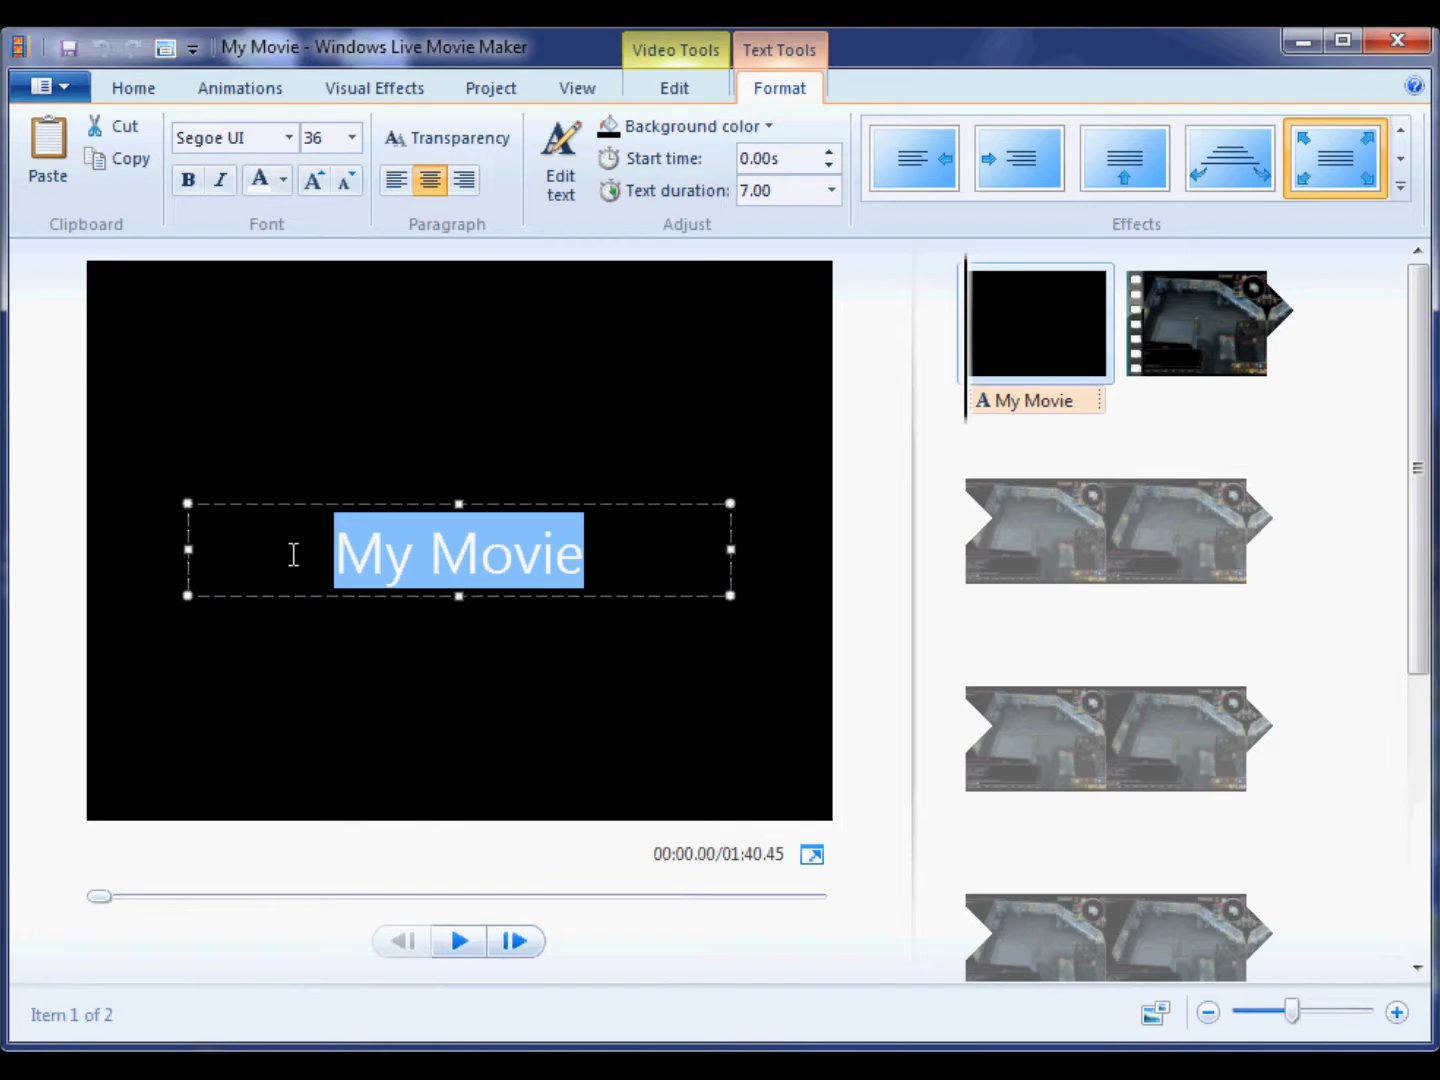 My Movie - Windows Live Movie Maker
Video Tools
Text Tools
Home
Animations
Visual Effects
Project
View
Edit
Format
Paste
Cut
Copy
Clipboard
Segoe UI
36
B
I
A
A
A
Font
AA Transparency
Paragraph
Edit
text
Background color
Start time:
0.00s
Text duration:
7.00
Adjust
Effects
My Movie
A My Movie
00:00.00/01:40.45
Item 1 of 2